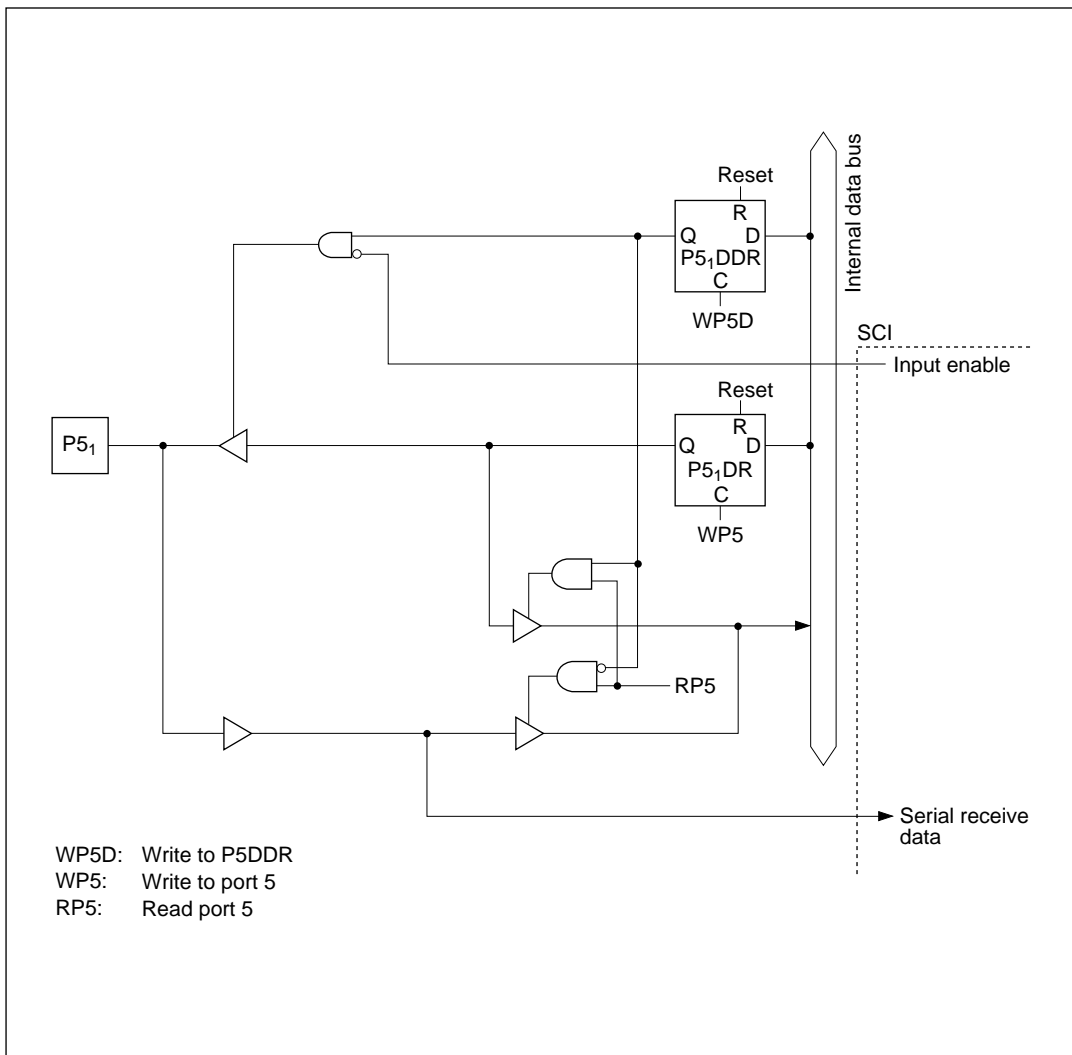 Reset
R
Q D
P5₁DDR
C
WP5D
Internal data bus
SCI
Input enable
Reset
R
Q D
P5₁DR
C
WP5
P5₁
RP5
Serial receive
data
WP5D: Write to P5DDR
WP5: Write to port 5
RP5: Read port 5